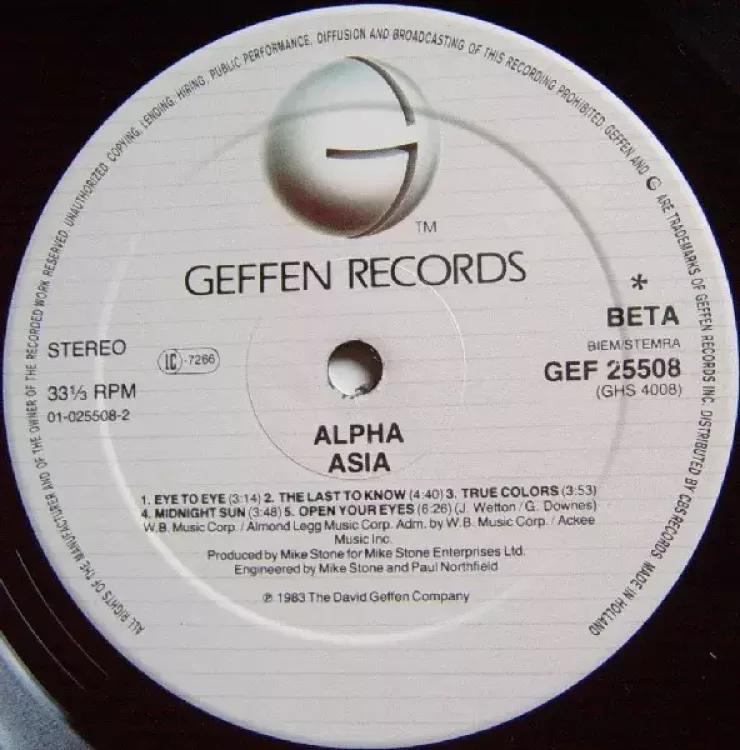 ALL RIGHTS OF THE MANUFACTURER AND OF THE OWNER OF THE RECORDED WORK RESERVED. UNAUTHORIZED COPYING, LENDING, HIRING, PUBLIC PERFORMANCE, DIFFUSION AND BROADCASTING OF THIS RECORDING PROHIBITED GEFFEN AND G ARE TRADEMARKS OF GEFFEN RECORDS INC. DISTRIBUTED BY CBS RECORDS. MADE IN HOLLAND
G
TM
GEFFEN RECORDS
*
BETA
BIEM/STEMRA
GEF 25508
(GHS 4008)
STEREO
LC-7266
33⅓ RPM
01-025508-2
ALPHA
ASIA
1. EYE TO EYE (3:14) 2. THE LAST TO KNOW (4:40) 3. TRUE COLORS (3:53)
4. MIDNIGHT SUN (3:48) 5. OPEN YOUR EYES (6:26) (J. Wetton / G. Downes)
W.B. Music Corp. / Almond Legg Music Corp. Adm. by W.B. Music Corp. / Ackee
Music Inc.
Produced by Mike Stone for Mike Stone Enterprises Ltd.
Engineered by Mike Stone and Paul Northfield
℗ 1983 The David Geffen Company